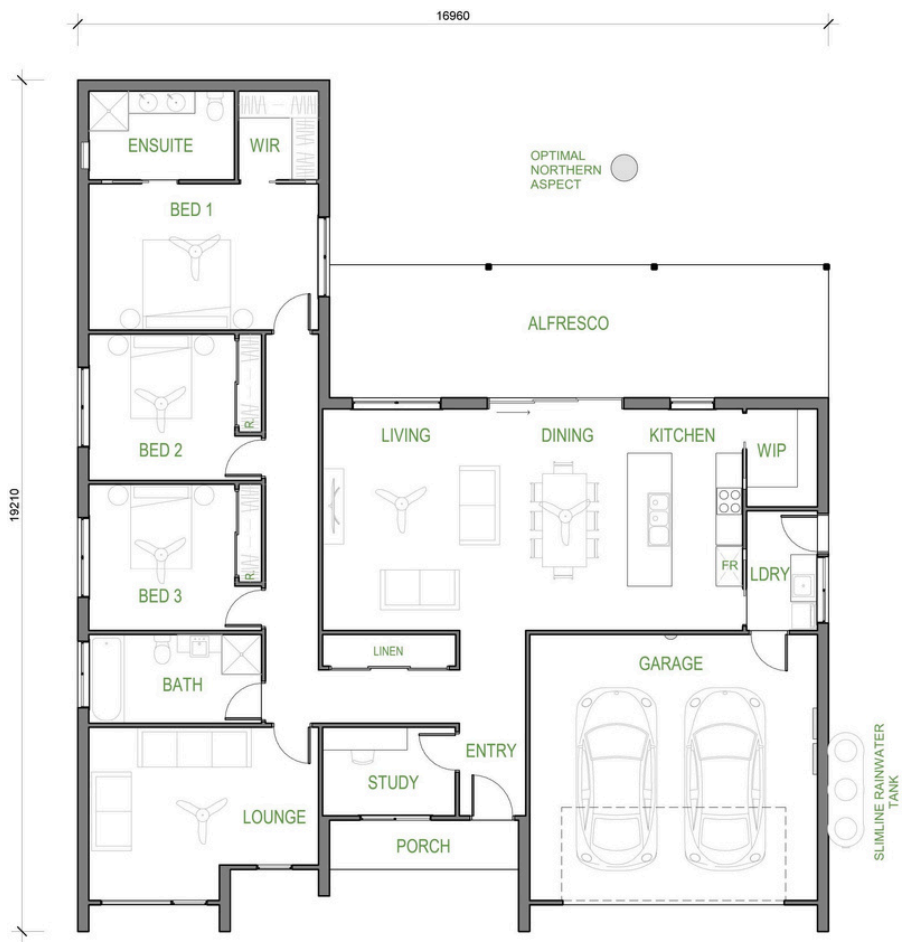 16960
ENSUITE
WIR
OPTIMAL
NORTHERN
ASPECT
BED 1
ALFRESCO
R.
BED 2
LIVING
DINING
KITCHEN
WIP
19210
R.
BED 3
FR
LDRY
LINEN
GARAGE
BATH
ENTRY
STUDY
LOUNGE
PORCH
SLIMLINE RAINWATER
TANK